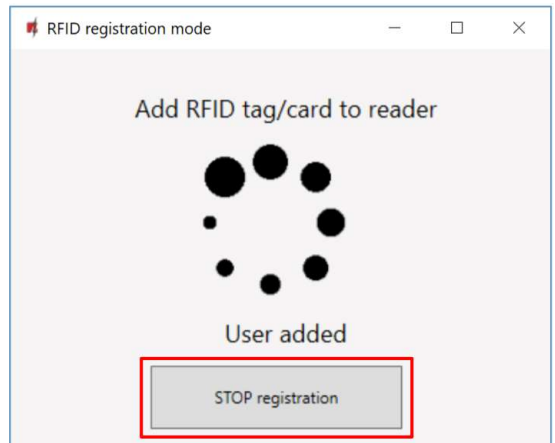 RFID registration mode
Add RFID tag/card to reader
User added
STOP registration